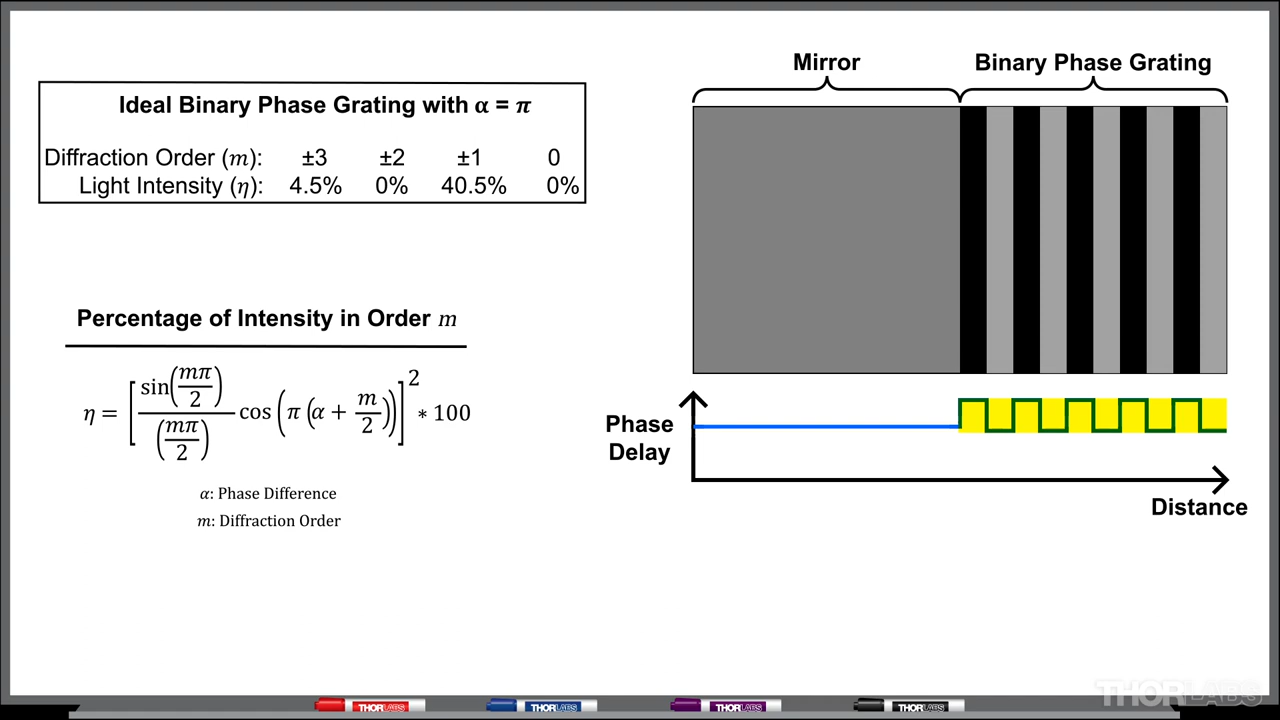 Ideal Binary Phase Grating with α = π
Diffraction Order (m): ±3 ±2 ±1 0
Light Intensity (η): 4.5% 0% 40.5% 0%
Percentage of Intensity in Order m
η = [ sin(mπ/2) / (mπ/2) cos(π(α + m/2)) ]² * 100
α: Phase Difference
m: Diffraction Order
Mirror
Binary Phase Grating
Phase
Delay
Distance
THORLABS
THORLABS
THORLABS
THORLABS
THORLABS